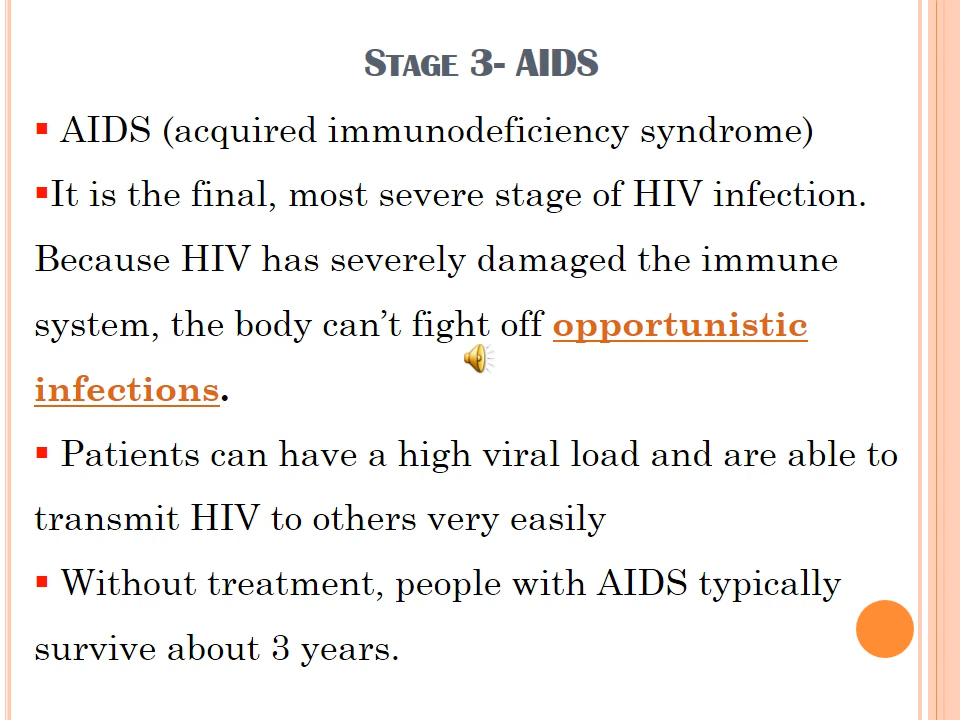 STAGE 3- AIDS
▪ AIDS (acquired immunodeficiency syndrome)
▪It is the final, most severe stage of HIV infection.
Because HIV has severely damaged the immune
system, the body can’t fight off opportunistic
infections.
▪ Patients can have a high viral load and are able to
transmit HIV to others very easily
▪ Without treatment, people with AIDS typically
survive about 3 years.